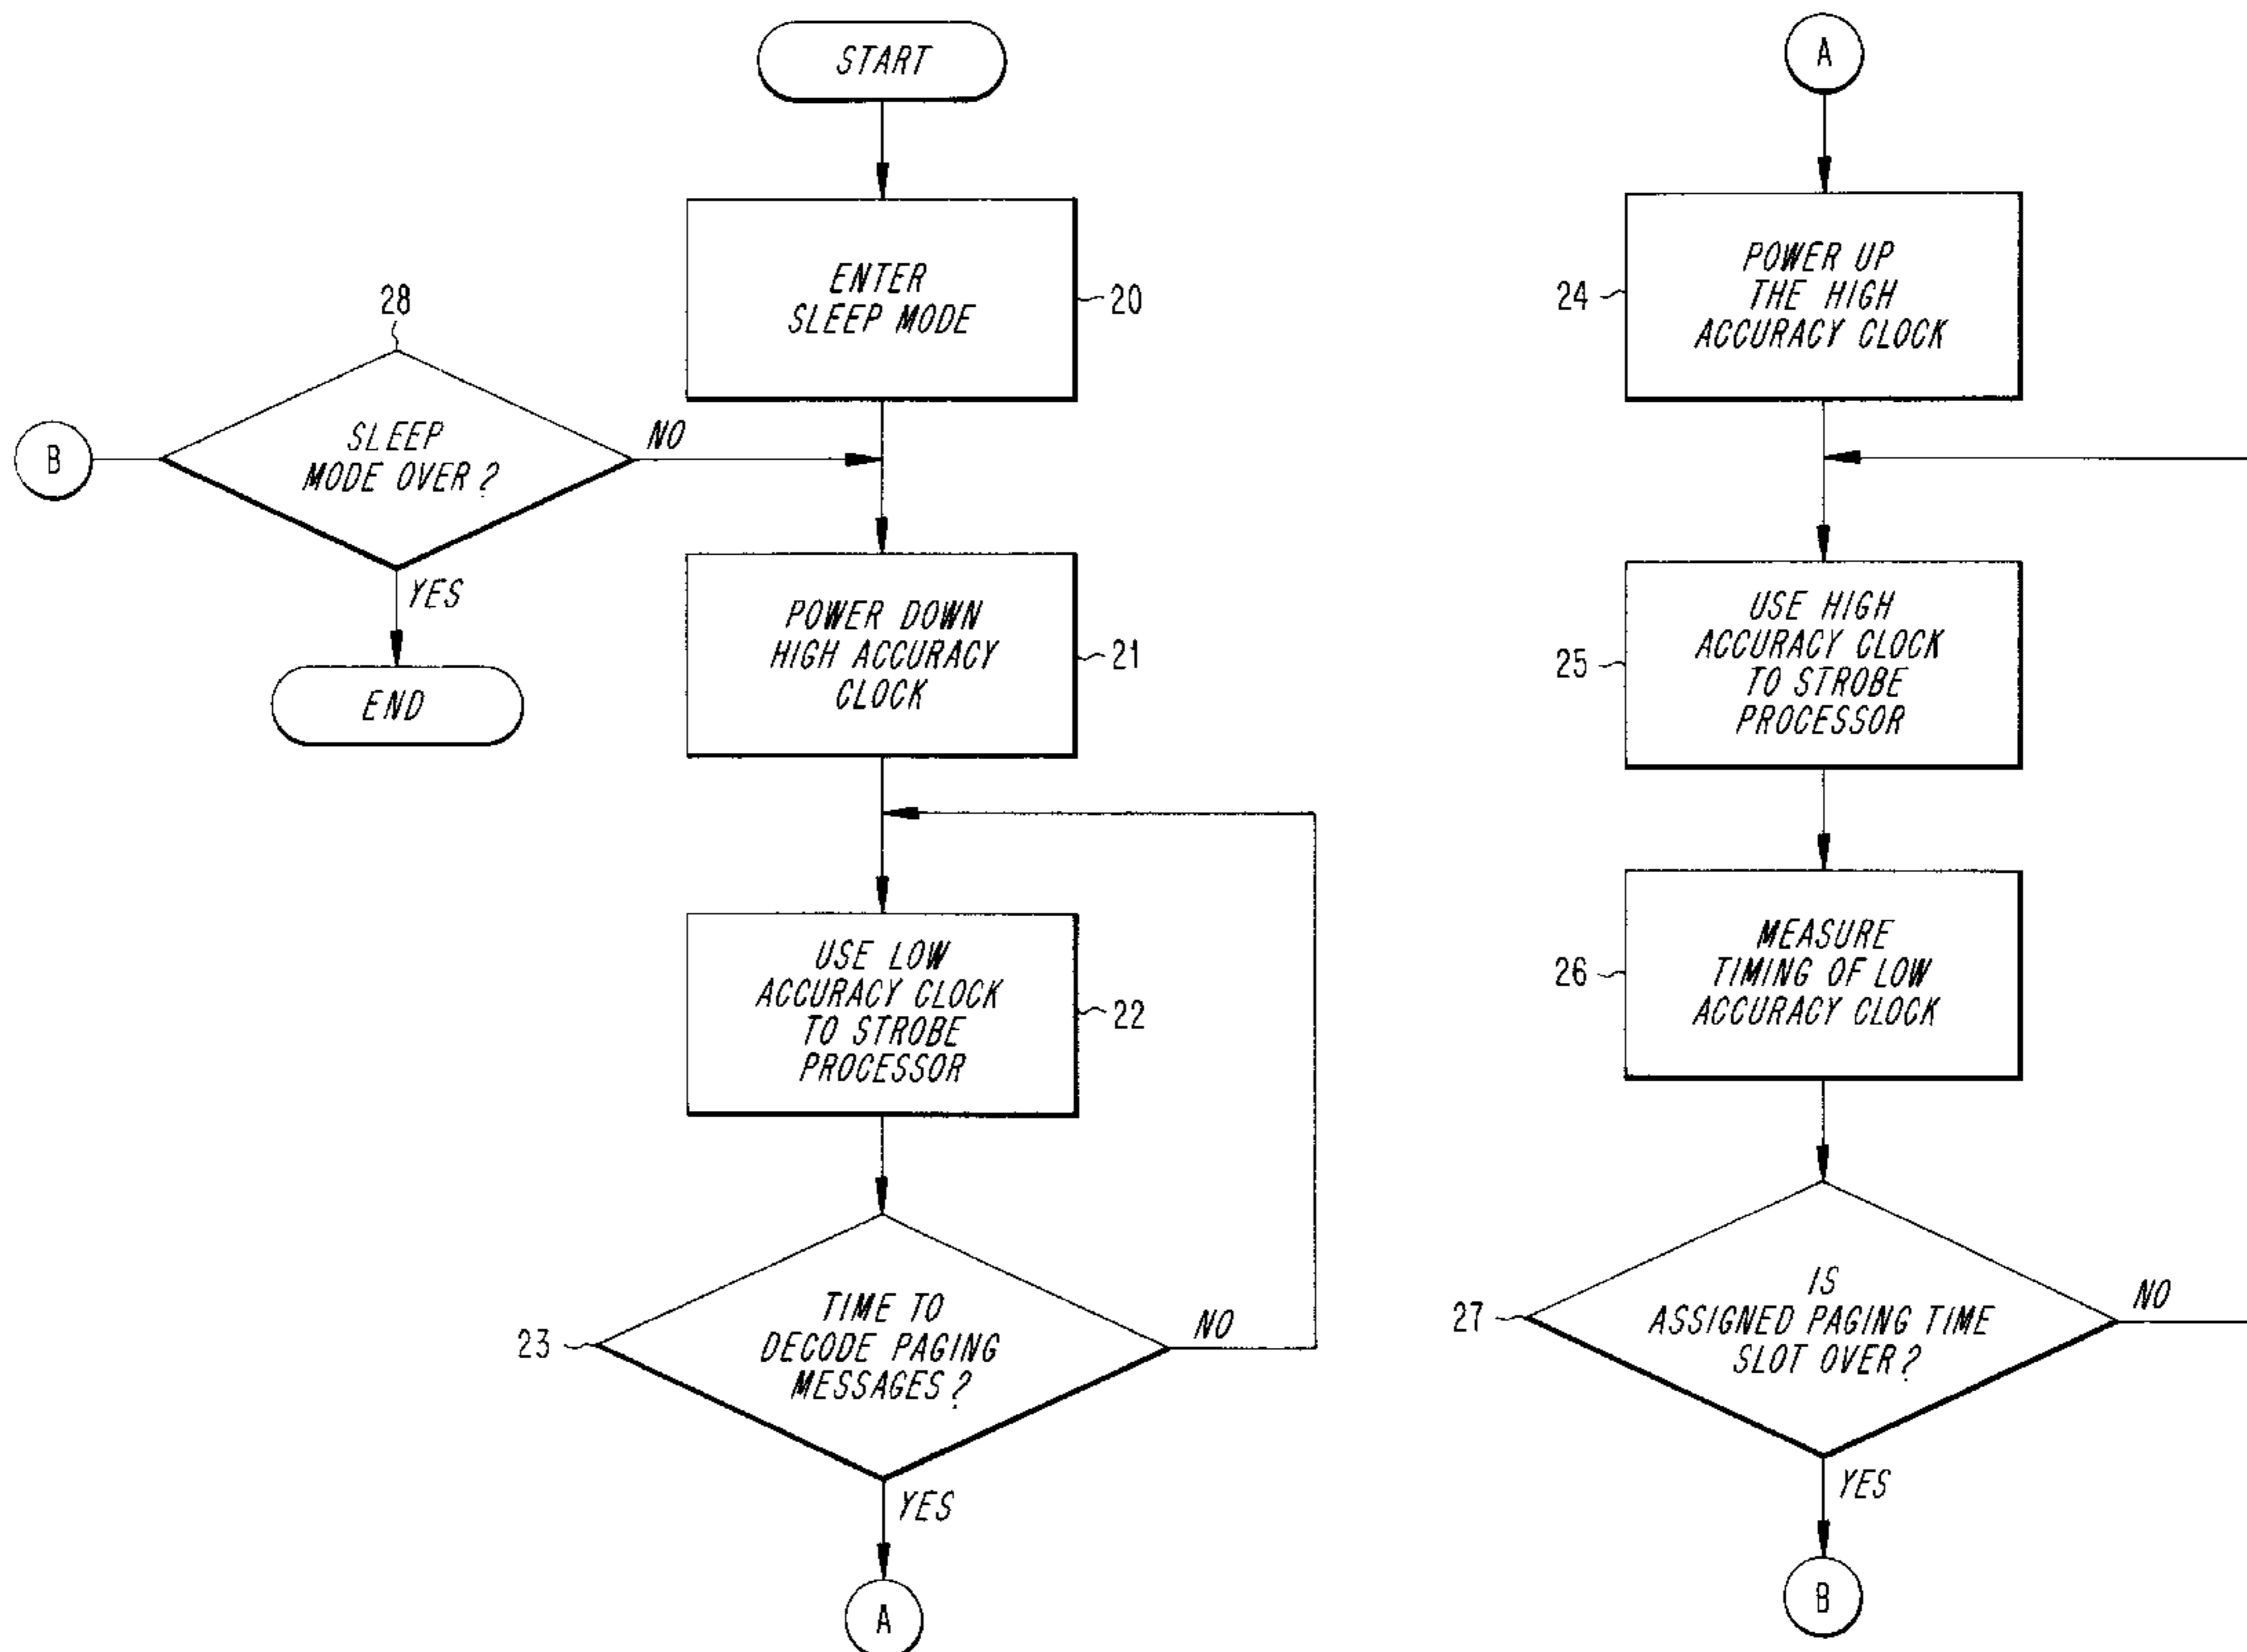 START
ENTER
SLEEP MODE
20
28
B
SLEEP
MODE OVER?
NO
YES
END
POWER DOWN
HIGH ACCURACY
CLOCK
21
USE LOW
ACCURACY CLOCK
TO STROBE
PROCESSOR
22
23
TIME TO
DECODE PAGING
MESSAGES?
NO
YES
A
A
24
POWER UP
THE HIGH
ACCURACY CLOCK
25
USE HIGH
ACCURACY CLOCK
TO STROBE
PROCESSOR
26
MEASURE
TIMING OF LOW
ACCURACY CLOCK
27
IS
ASSIGNED PAGING TIME
SLOT OVER?
NO
YES
B